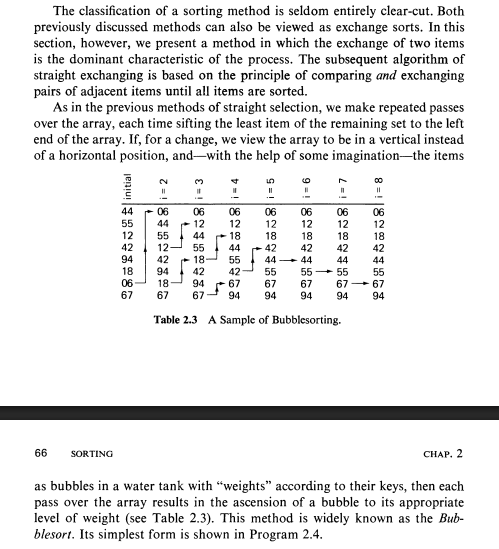 The classification of a sorting method is seldom entirely clear-cut. Both
previously discussed methods can also be viewed as exchange sorts. In this
section, however, we present a method in which the exchange of two items
is the dominant characteristic of the process. The subsequent algorithm of
straight exchanging is based on the principle of comparing and exchanging
pairs of adjacent items until all items are sorted.
As in the previous methods of straight selection, we make repeated passes
over the array, each time sifting the least item of the remaining set to the left
end of the array. If, for a change, we view the array to be in a vertical instead
of a horizontal position, and—with the help of some imagination—the items
initial i = 2 i = 3 i = 4 i = 5 i = 6 i = 7 i = 8
44 06 06 06 06 06 06 06
55 44 12 12 12 12 12 12
12 55 44 18 18 18 18 18
42 12 55 44 42 42 42 42
94 42 18 55 44 44 44 44
18 94 42 42 55 55 55 55
06 18 94 67 67 67 67 67
67 67 67 94 94 94 94 94
Table 2.3 A Sample of Bubblesorting.
66 SORTING CHAP. 2
as bubbles in a water tank with “weights” according to their keys, then each
pass over the array results in the ascension of a bubble to its appropriate
level of weight (see Table 2.3). This method is widely known as the Bub-
blesort. Its simplest form is shown in Program 2.4.